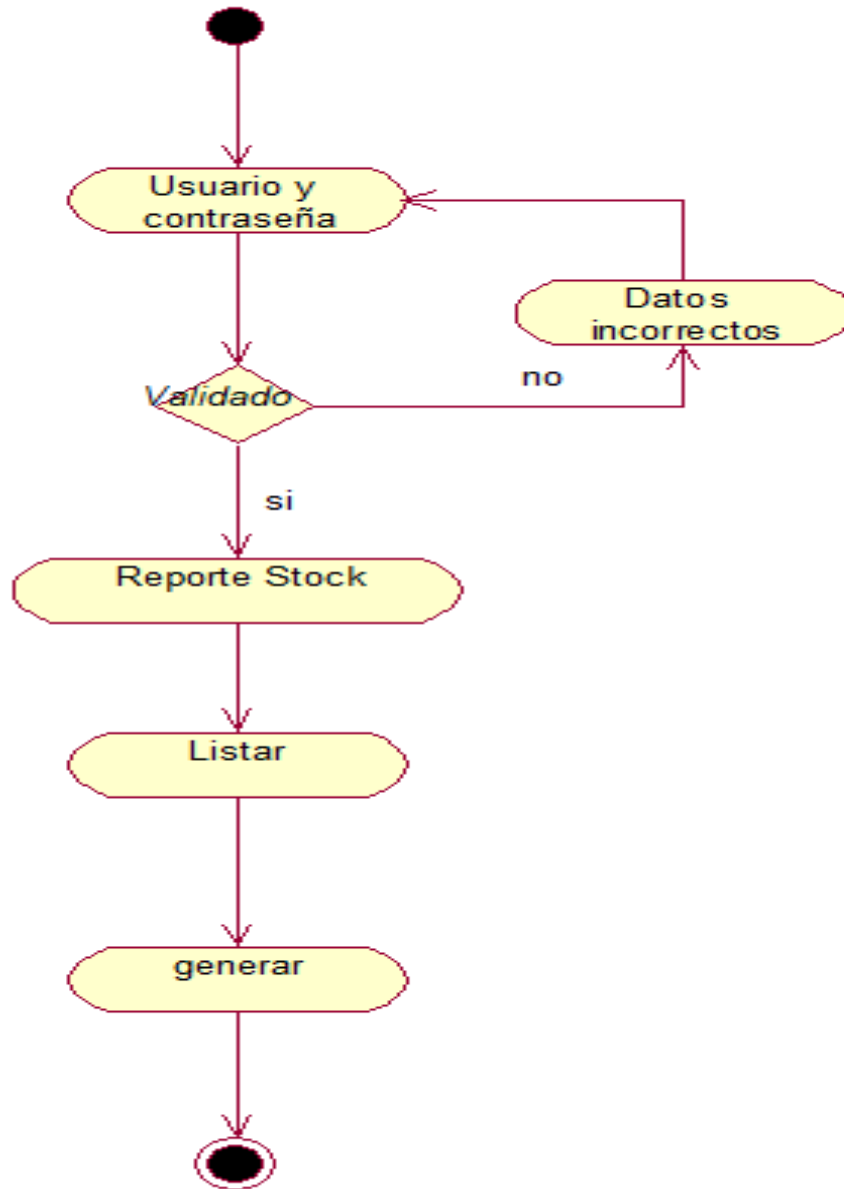 Usuario y
contraseña
Datos
incorrectos
Validado
no
si
Reporte Stock
Listar
generar